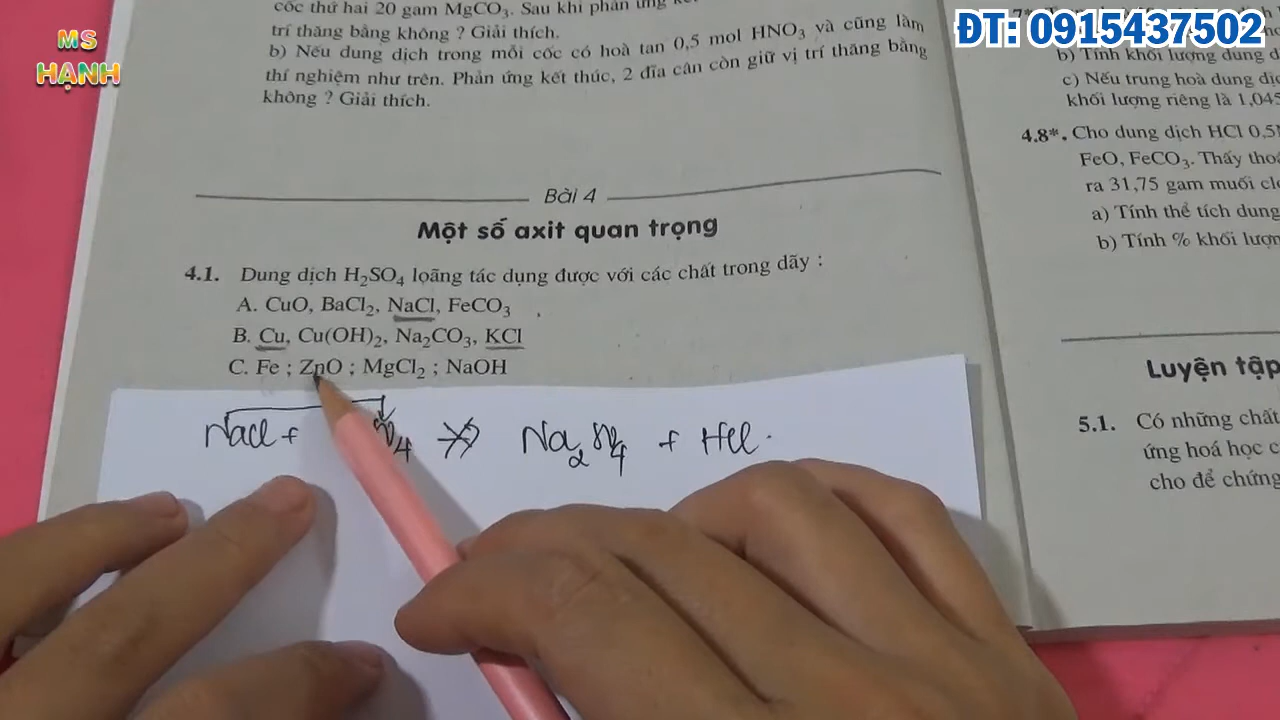 MS
HẠNH
ĐT: 0915437502
cốc thứ hai 20 gam MgCO₃. Sau khi phản ứng
trí thăng bằng không ? Giải thích.
b) Nếu dung dịch trong mỗi cốc có hoà tan 0,5 mol HNO₃ và cũng làm
thí nghiệm như trên. Phản ứng kết thúc, 2 đĩa cân còn giữ vị trí thăng bằng
không ? Giải thích.
Bài 4
Một số axit quan trọng
4.1. Dung dịch H₂SO₄ loãng tác dụng được với các chất trong dãy :
A. CuO, BaCl₂, NaCl, FeCO₃
B. Cu, Cu(OH)₂, Na₂CO₃, KCl
C. Fe ; ZnO ; MgCl₂ ; NaOH
NaCl +
Na₂SO₄ + HCl.
b) Tính khối lượng dung
c) Nếu trung hoà dung
khối lượng riêng là 1,045
4.8*. Cho dung dịch HCl 0,5
FeO, FeCO₃. Thấy
ra 31,75 gam muối
a) Tính thể tích dung
b) Tính % khối
Luyện tập
5.1. Có những chất
ứng hoá học
cho để chứng